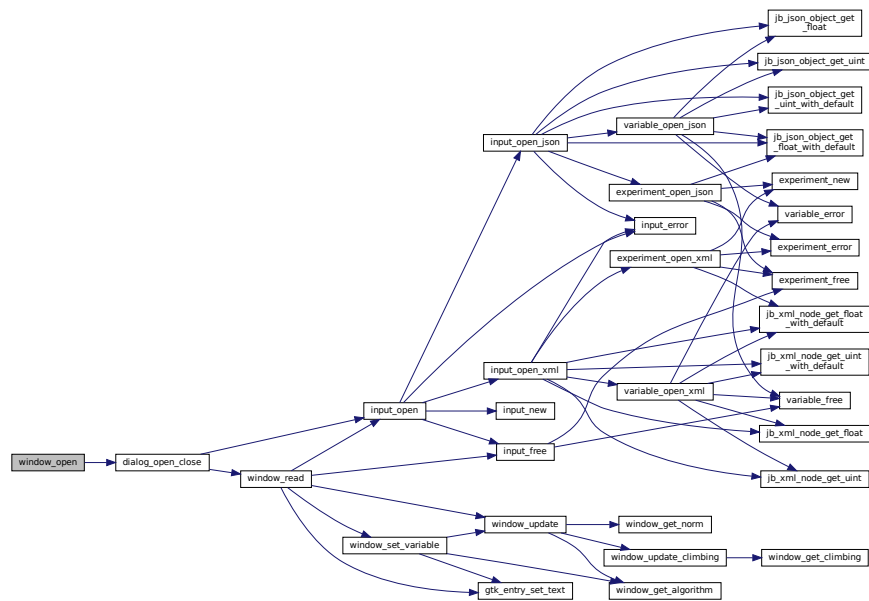 window_open
dialog_open_close
input_open
window_read
input_open_json
input_open_xml
input_new
input_free
window_update
window_set_variable
gtk_entry_set_text
variable_open_json
experiment_open_json
input_error
experiment_open_xml
variable_open_xml
window_get_norm
window_update_climbing
window_get_algorithm
jb_json_object_get
_float
jb_json_object_get_uint
jb_json_object_get
_uint_with_default
jb_json_object_get
_float_with_default
experiment_new
variable_error
experiment_error
experiment_free
jb_xml_node_get_float
_with_default
jb_xml_node_get_uint
_with_default
variable_free
jb_xml_node_get_float
jb_xml_node_get_uint
window_get_climbing